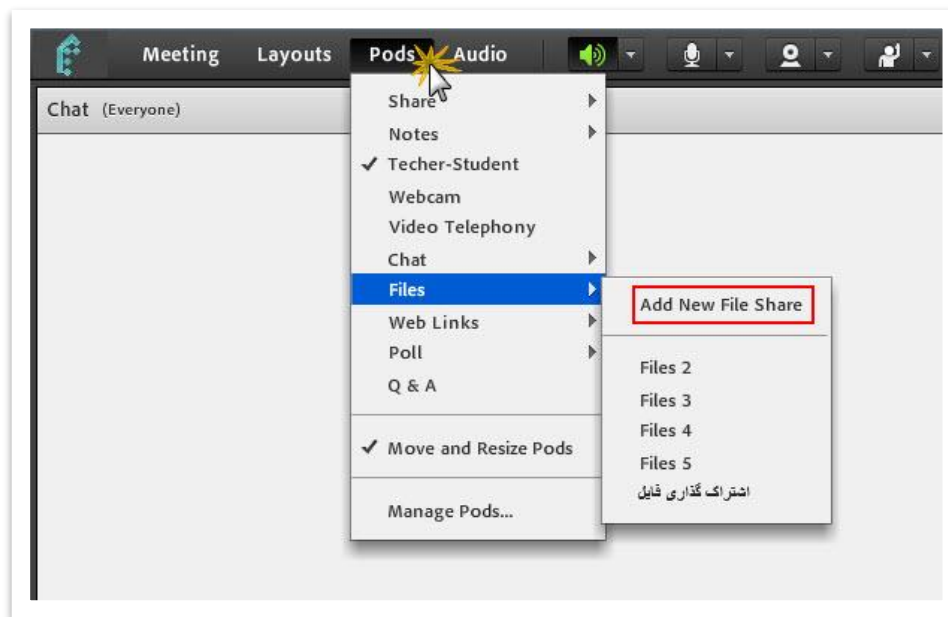 Meeting Layouts Pods Audio
Chat (Everyone)
Share
Notes
Techer-Student
Webcam
Video Telephony
Chat
Files
Web Links
Poll
Q & A
Move and Resize Pods
Manage Pods...
Add New File Share
Files 2
Files 3
Files 4
Files 5
اشتراک گذاری فایل